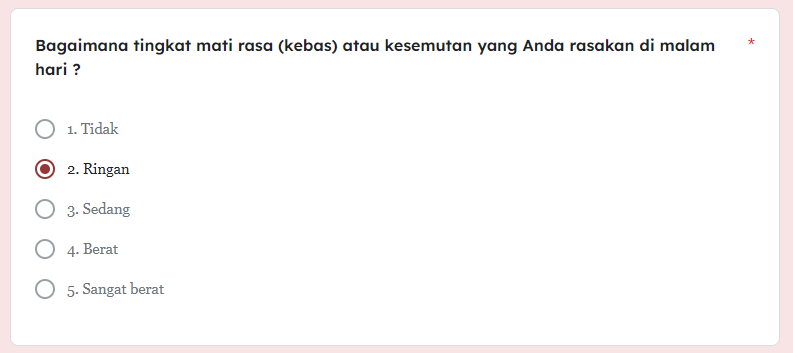 Bagaimana tingkat mati rasa (kebas) atau kesemutan yang Anda rasakan di malam *
hari ?
1. Tidak
2. Ringan
3. Sedang
4. Berat
5. Sangat berat